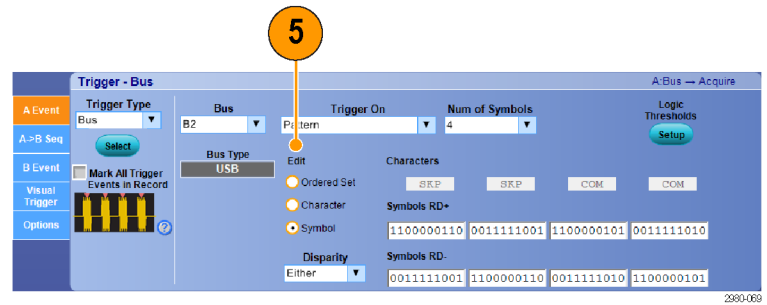 5
Trigger - Bus
A:Bus → Acquire
A Event
A->B Seq
B Event
Visual
Trigger
Options
Trigger Type
Bus
Select
Mark All Trigger
Events in Record
?
Bus
B2
Bus Type
USB
Trigger On
Pattern
Num of Symbols
4
Logic
Thresholds
Setup
Edit
Ordered Set
Character
Symbol
Disparity
Either
Characters
SKP SKP COM COM
Symbols RD+
1100000110 0011111001 1100000101 0011111010
Symbols RD-
0011111001 1100000110 0011111010 1100000101
2980-069